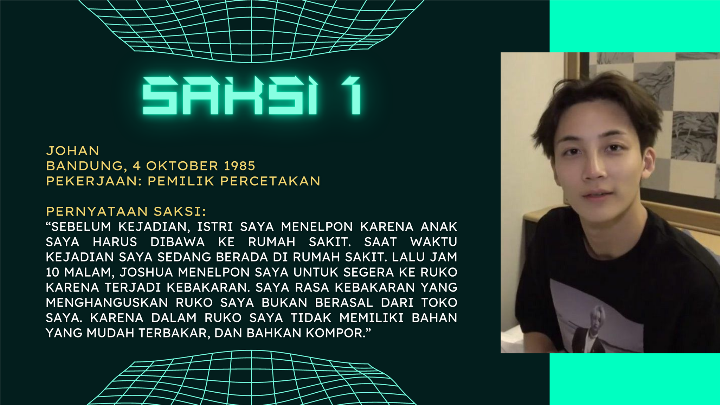 SAKSI 1
JOHAN
BANDUNG, 4 OKTOBER 1985
PEKERJAAN: PEMILIK PERCETAKAN
PERNYATAAN SAKSI:
“SEBELUM KEJADIAN, ISTRI SAYA MENELPON KARENA ANAK
SAYA HARUS DIBAWA KE RUMAH SAKIT. SAAT WAKTU
KEJADIAN SAYA SEDANG BERADA DI RUMAH SAKIT. LALU JAM
10 MALAM, JOSHUA MENELPON SAYA UNTUK SEGERA KE RUKO
KARENA TERJADI KEBAKARAN. SAYA RASA KEBAKARAN YANG
MENGHANGUSKAN RUKO SAYA BUKAN BERASAL DARI TOKO
SAYA. KARENA DALAM RUKO SAYA TIDAK MEMILIKI BAHAN
YANG MUDAH TERBAKAR, DAN BAHKAN KOMPOR.”